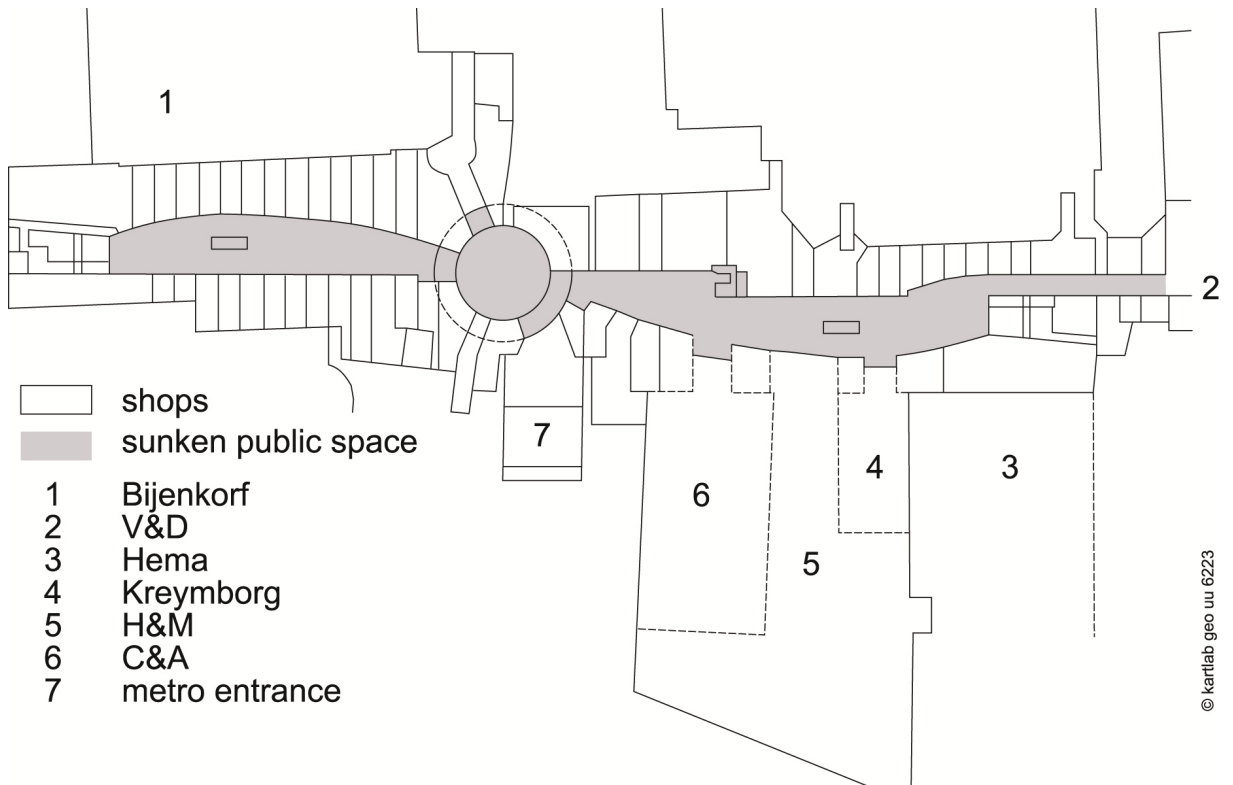 1
2
7
4
3
6
5
shops
sunken public space
1 Bijenkorf
2 V&D
3 Hema
4 Kreymborg
5 H&M
6 C&A
7 metro entrance
© kartlab geo uu 6223